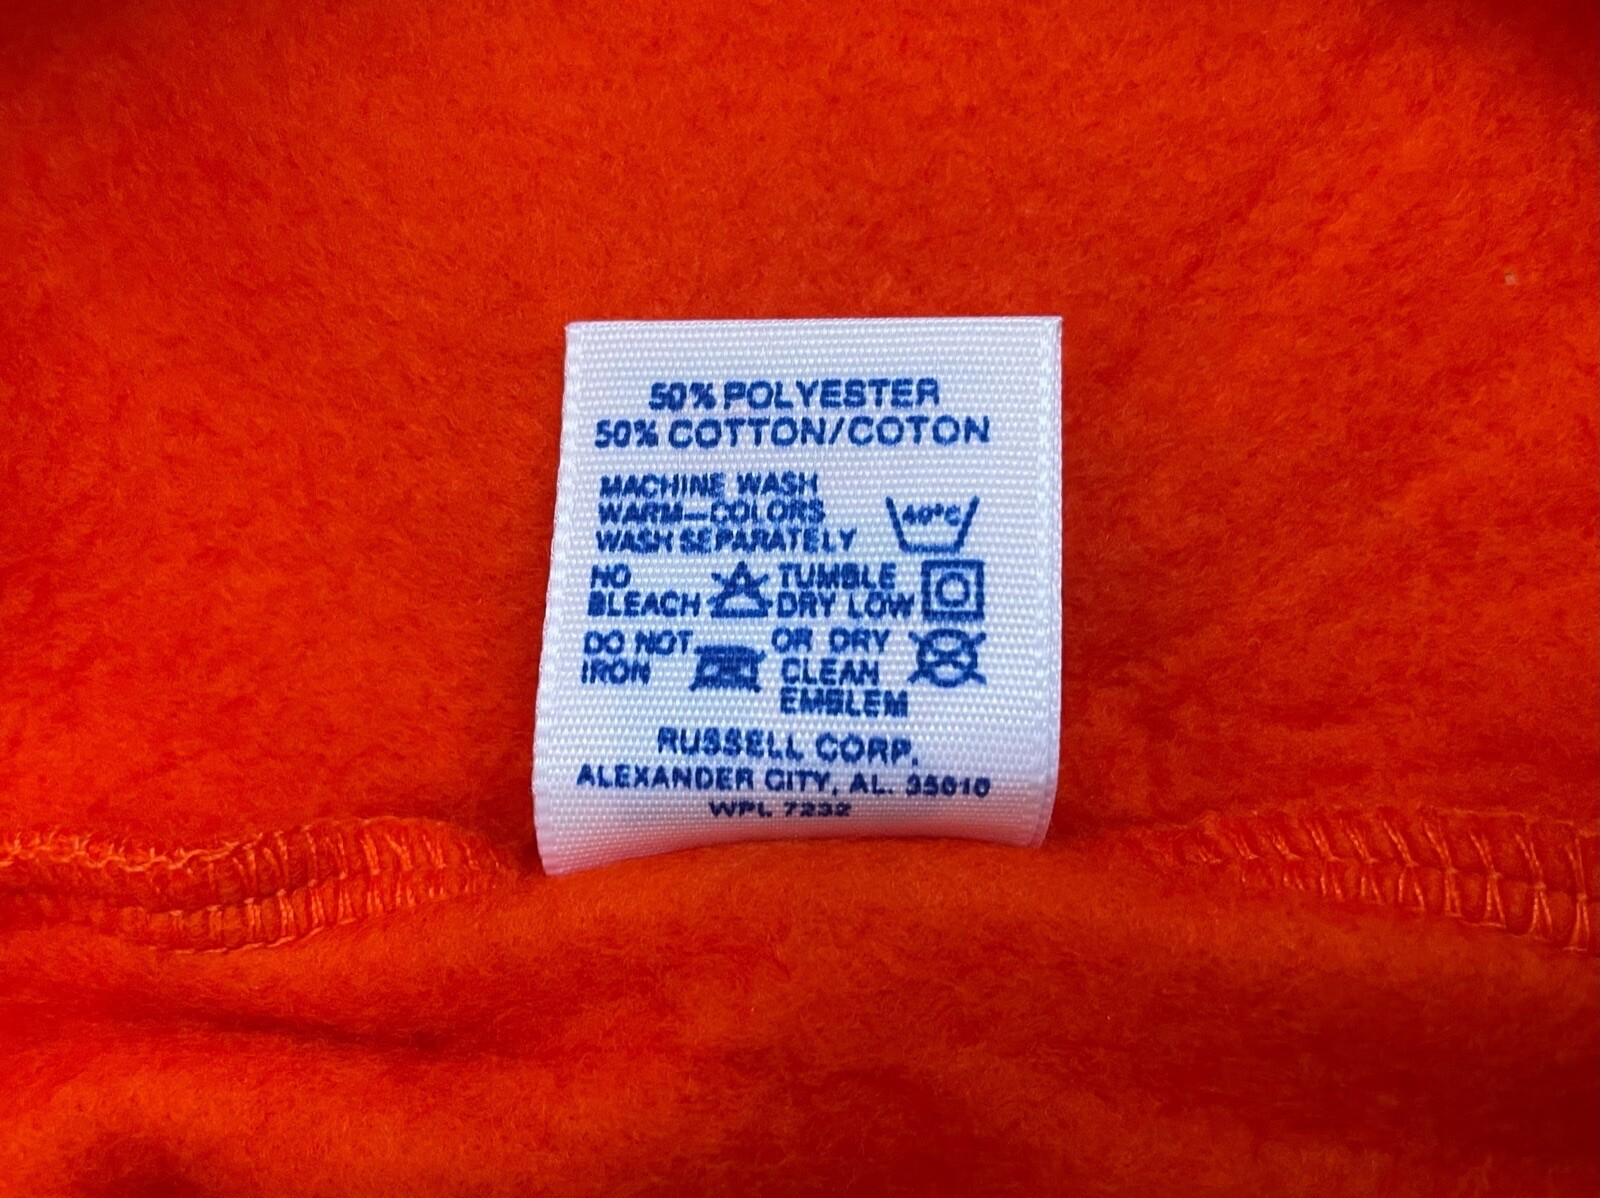 50% POLYESTER
50% COTTON/COTON
MACHINE WASH
WARM—COLORS
WASH SEPARATELY
40°C
NO
BLEACH
TUMBLE
DRY LOW
DO NOT
IRON
OR DRY
CLEAN
EMBLEM
RUSSELL CORP.
ALEXANDER CITY, AL. 35010
WPL 7232